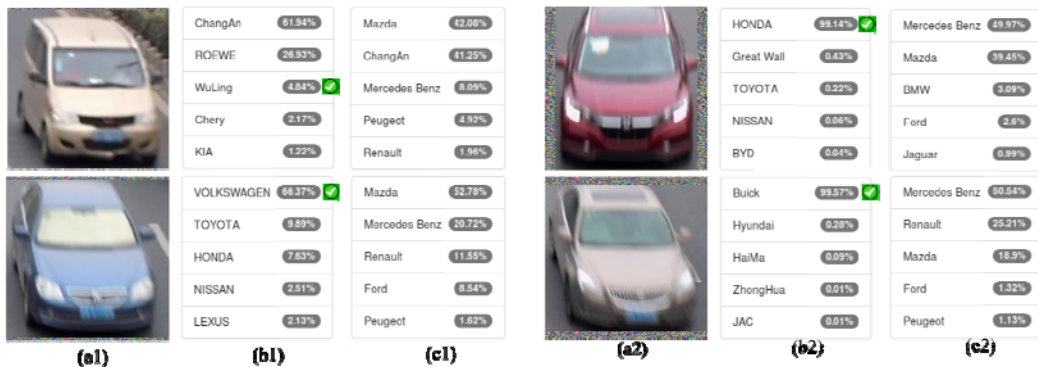 ChangAn 61.94%
ROEWE 26.93%
WuLing 4.84%
Chery 2.17%
KIA 1.22%
Mazda 42.08%
ChangAn 41.25%
Mercedes Benz 8.09%
Peugeot 4.92%
Renault 1.96%
HONDA 99.14%
Great Wall 0.43%
TOYOTA 0.22%
NISSAN 0.06%
BYD 0.04%
Mercedes Benz 49.97%
Mazda 39.45%
BMW 3.09%
Ford 2.6%
Jaguar 0.99%
VOLKSWAGEN 66.37%
TOYOTA 9.89%
HONDA 7.63%
NISSAN 2.51%
LEXUS 2.13%
Mazda 52.78%
Mercedes Benz 20.72%
Renault 11.55%
Ford 8.54%
Peugeot 1.62%
Buick 99.57%
Hyundai 0.28%
HaiMa 0.09%
ZhongHua 0.01%
JAC 0.01%
Mercedes Benz 50.54%
Renault 25.21%
Mazda 18.9%
Ford 1.32%
Peugeot 1.13%
(a1) (b1) (c1) (a2) (b2) (c2)